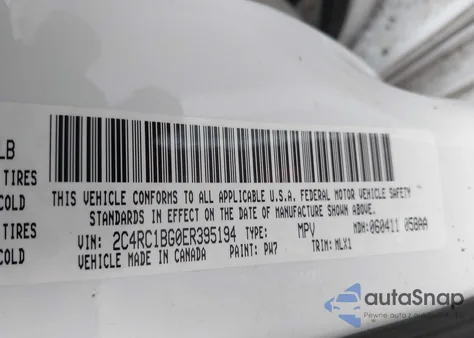 LB
TIRES
COLD
TIRES
COLD
THIS VEHICLE CONFORMS TO ALL APPLICABLE U.S.A. FEDERAL MOTOR VEHICLE SAFETY
STANDARDS IN EFFECT ON THE DATE OF MANUFACTURE SHOWN ABOVE.
VIN: 2C4RC1BG0ER395194 TYPE: MPV MDH: 060411 058AA
VEHICLE MADE IN CANADA PAINT: PW7 TRIM: MLX1
autoSnap
Pewne auta z